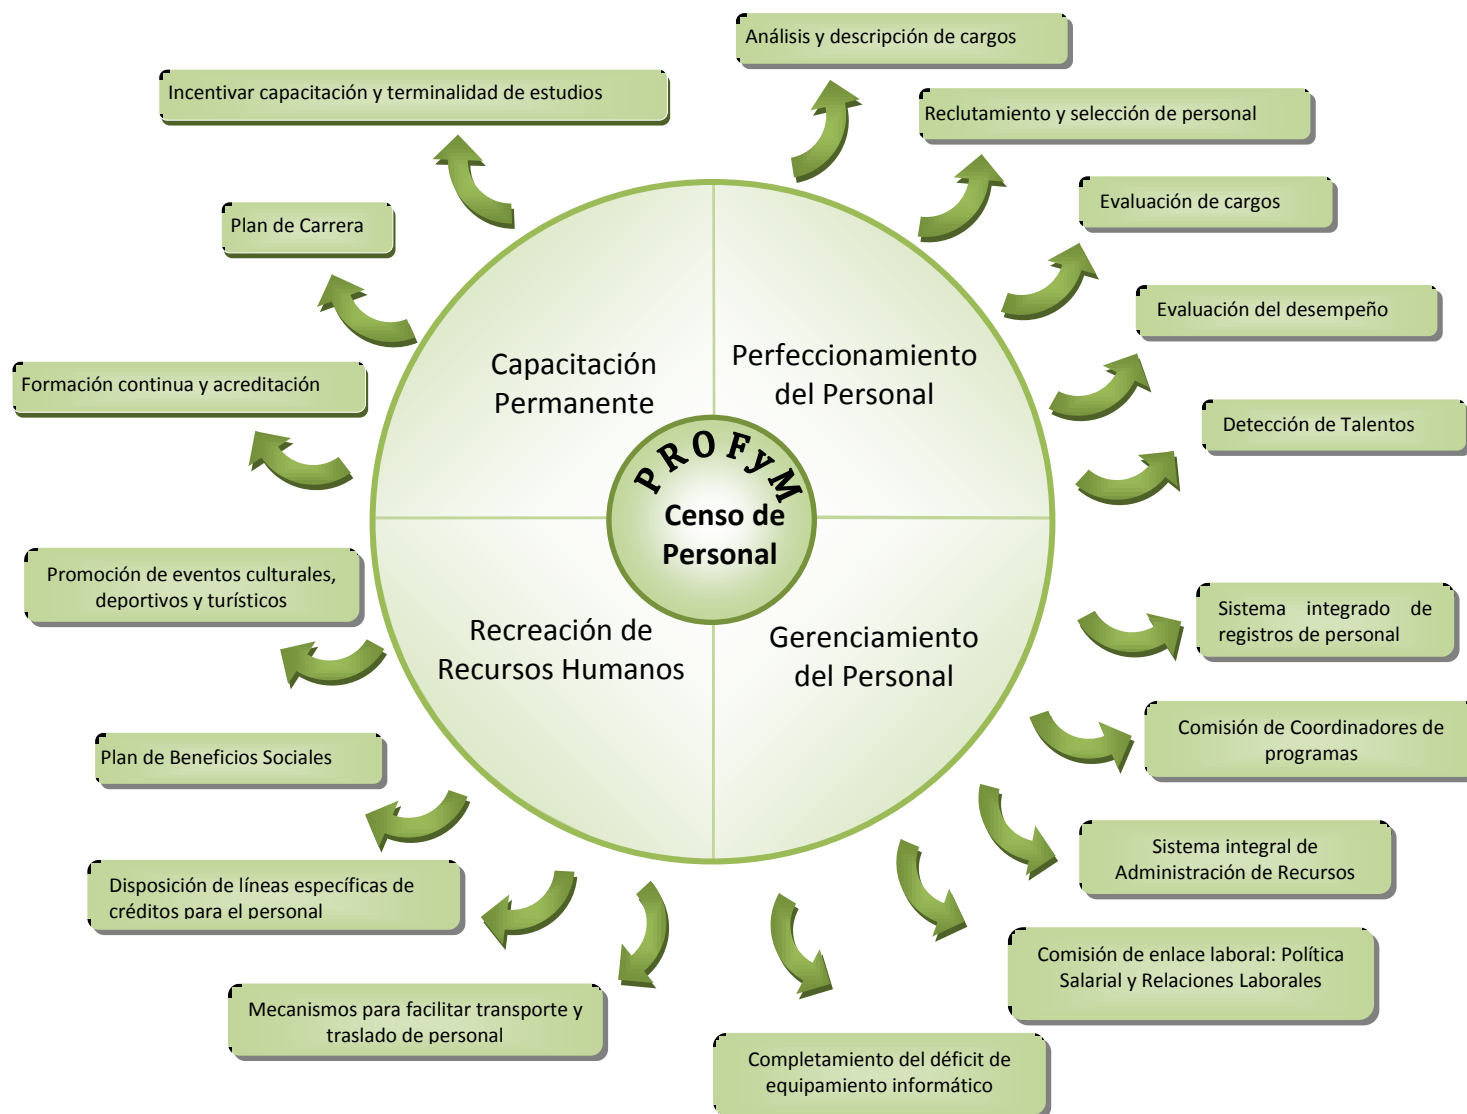 Análisis y descripción de cargos
Incentivar capacitación y terminalidad de estudios
Reclutamiento y selección de personal
Plan de Carrera
Evaluación de cargos
Evaluación del desempeño
Formación continua y acreditación
Detección de Talentos
Capacitación
Permanente
Perfeccionamiento
del Personal
PROFyM
Censo de
Personal
Promoción de eventos culturales,
deportivos y turísticos
Recreación de
Recursos Humanos
Gerenciamiento
del Personal
Sistema integrado de
registros de personal
Plan de Beneficios Sociales
Comisión de Coordinadores de
programas
Sistema integral de
Administración de Recursos
Disposición de líneas específicas de
créditos para el personal
Comisión de enlace laboral: Política
Salarial y Relaciones Laborales
Mecanismos para facilitar transporte y
traslado de personal
Completamiento del déficit de
equipamiento informático